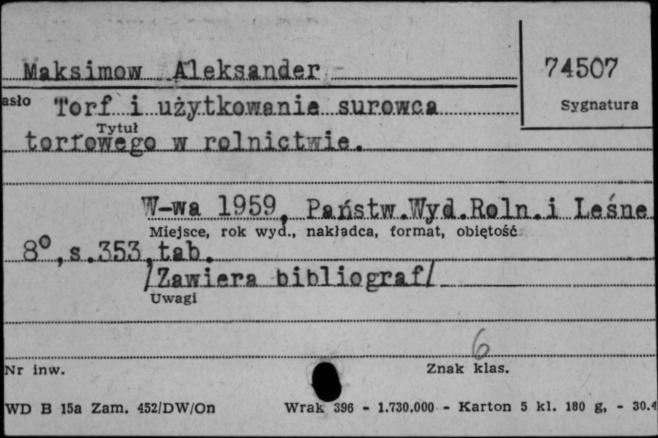 Maksimow Aleksander
74507
asło Torf i użytkowanie surowca
Sygnatura
Tytuł
torfowego w rolnictwie.
W-wa 1959, Państw.Wyd.Roln.i Leśne
Miejsce, rok wyd., nakładca, format, objętość
8°,s.353,tab.
/Zawiera bibliograf/
Uwagi
6
Nr inw.
Znak klas.
WD B 15a Zam. 452/DW/On
Wrak 396 - 1.730.000 - Karton 5 kl. 180 g, - 30.4